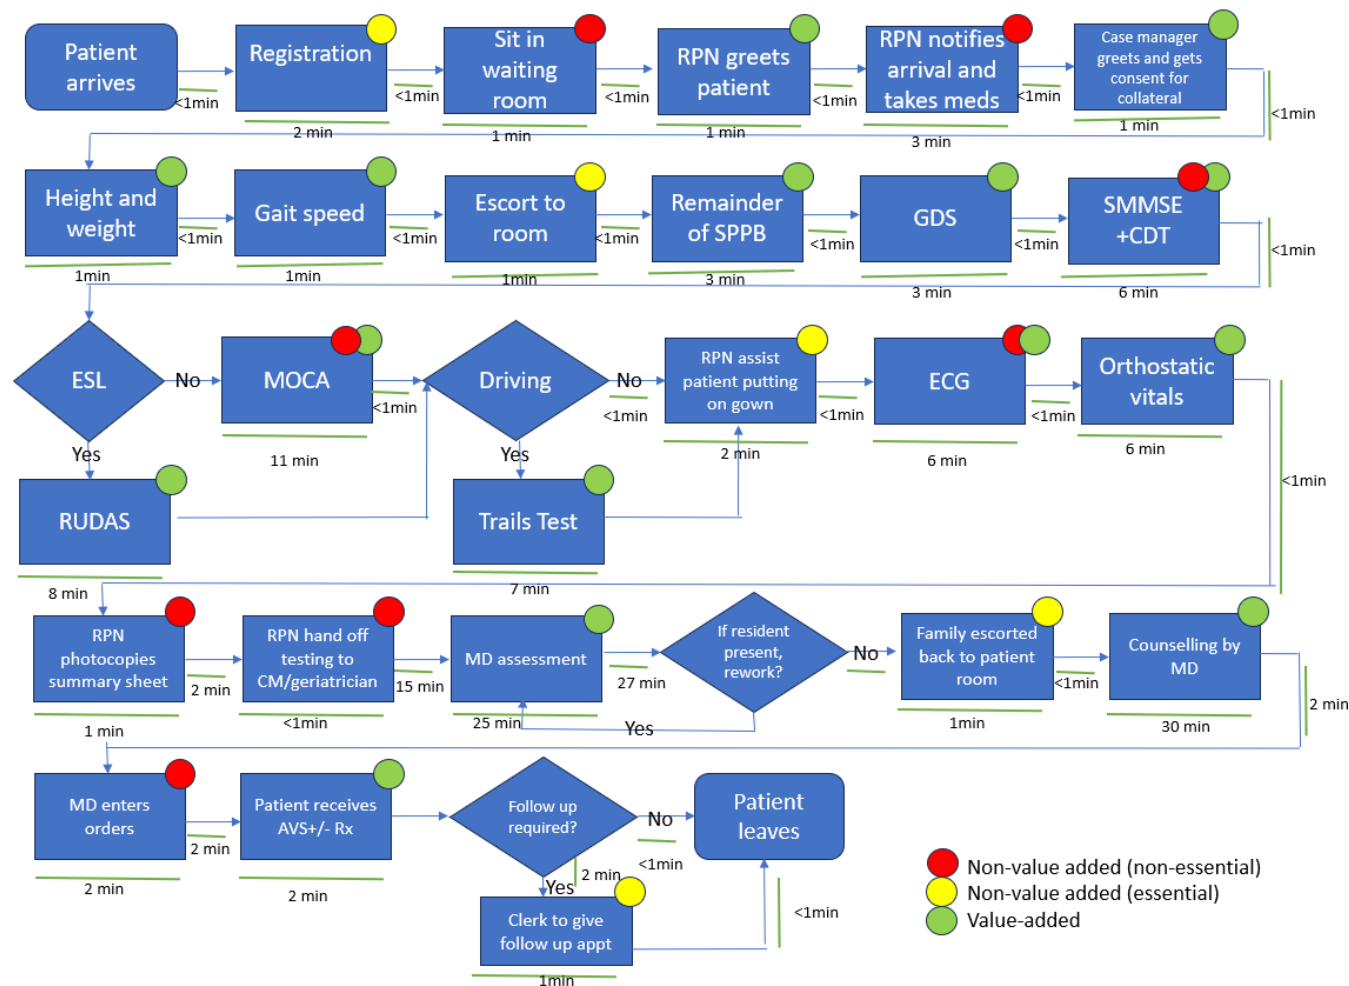 Patient
arrives
<1min
Registration
2 min
<1min
Sit in
waiting
room
1 min
<1min
RPN greets
patient
1 min
<1min
RPN notifies
arrival and
takes meds
3 min
<1min
Case manager
greets and gets
consent for
collateral
1 min
<1min
Height and
weight
1min
<1min
Gait speed
1min
<1min
Escort to
room
1min
<1min
Remainder
of SPPB
3 min
<1min
GDS
3 min
<1min
SMMSE
+CDT
6 min
<1min
ESL
No
Yes
MOCA
11 min
<1min
RUDAS
8 min
Driving
No
<1min
Yes
Trails Test
7 min
RPN assist
patient putting
on gown
2 min
<1min
ECG
6 min
<1min
Orthostatic
vitals
6 min
<1min
RPN
photocopies
summary sheet
1 min
2 min
RPN hand off
testing to
CM/geriatrician
<1min
15 min
MD assessment
25 min
27 min
If resident
present,
rework?
Yes
No
Family escorted
back to patient
room
1min
<1min
Counselling by
MD
30 min
2 min
MD enters
orders
2 min
2 min
Patient receives
AVS+/- Rx
2 min
Follow up
required?
No
<1min
2 min
Yes
Clerk to give
follow up appt
1min
<1min
Patient
leaves
Non-value added (non-essential)
Non-value added (essential)
Value-added